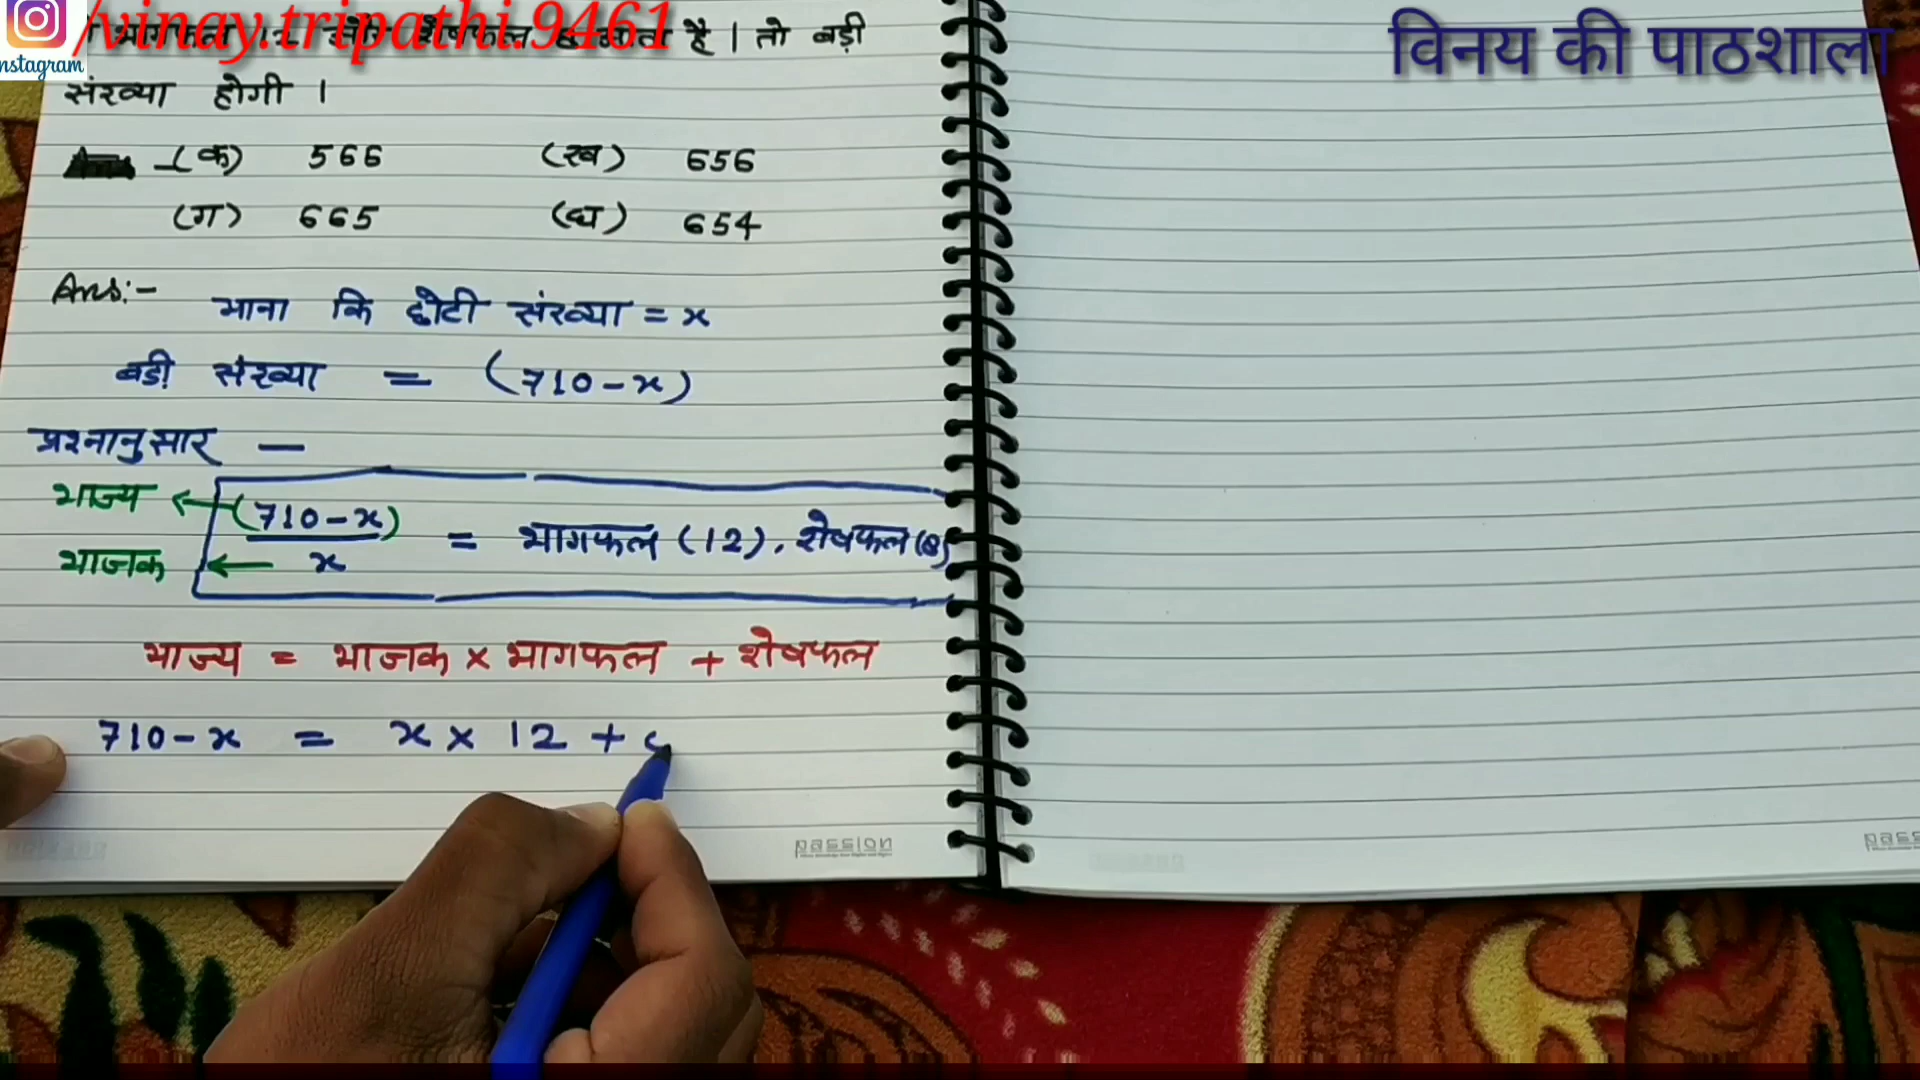 /vinay.tripathi.9461
Instagram
विनय की पाठशाला
है । तो बड़ी
संख्या होगी ।
(क) 566 (ख) 656
(ग) 665 (घ) 654
Ans:-
माना कि छोटी संख्या = x
बडी संख्या = (710-x)
प्रश्नानुसार —
भाज्य ← (710-x)
भाजक ← x = भागफल (12), शेषफल (8)
भाज्य = भाजक × भागफल + शेषफल
710-x = x × 12 +
passion